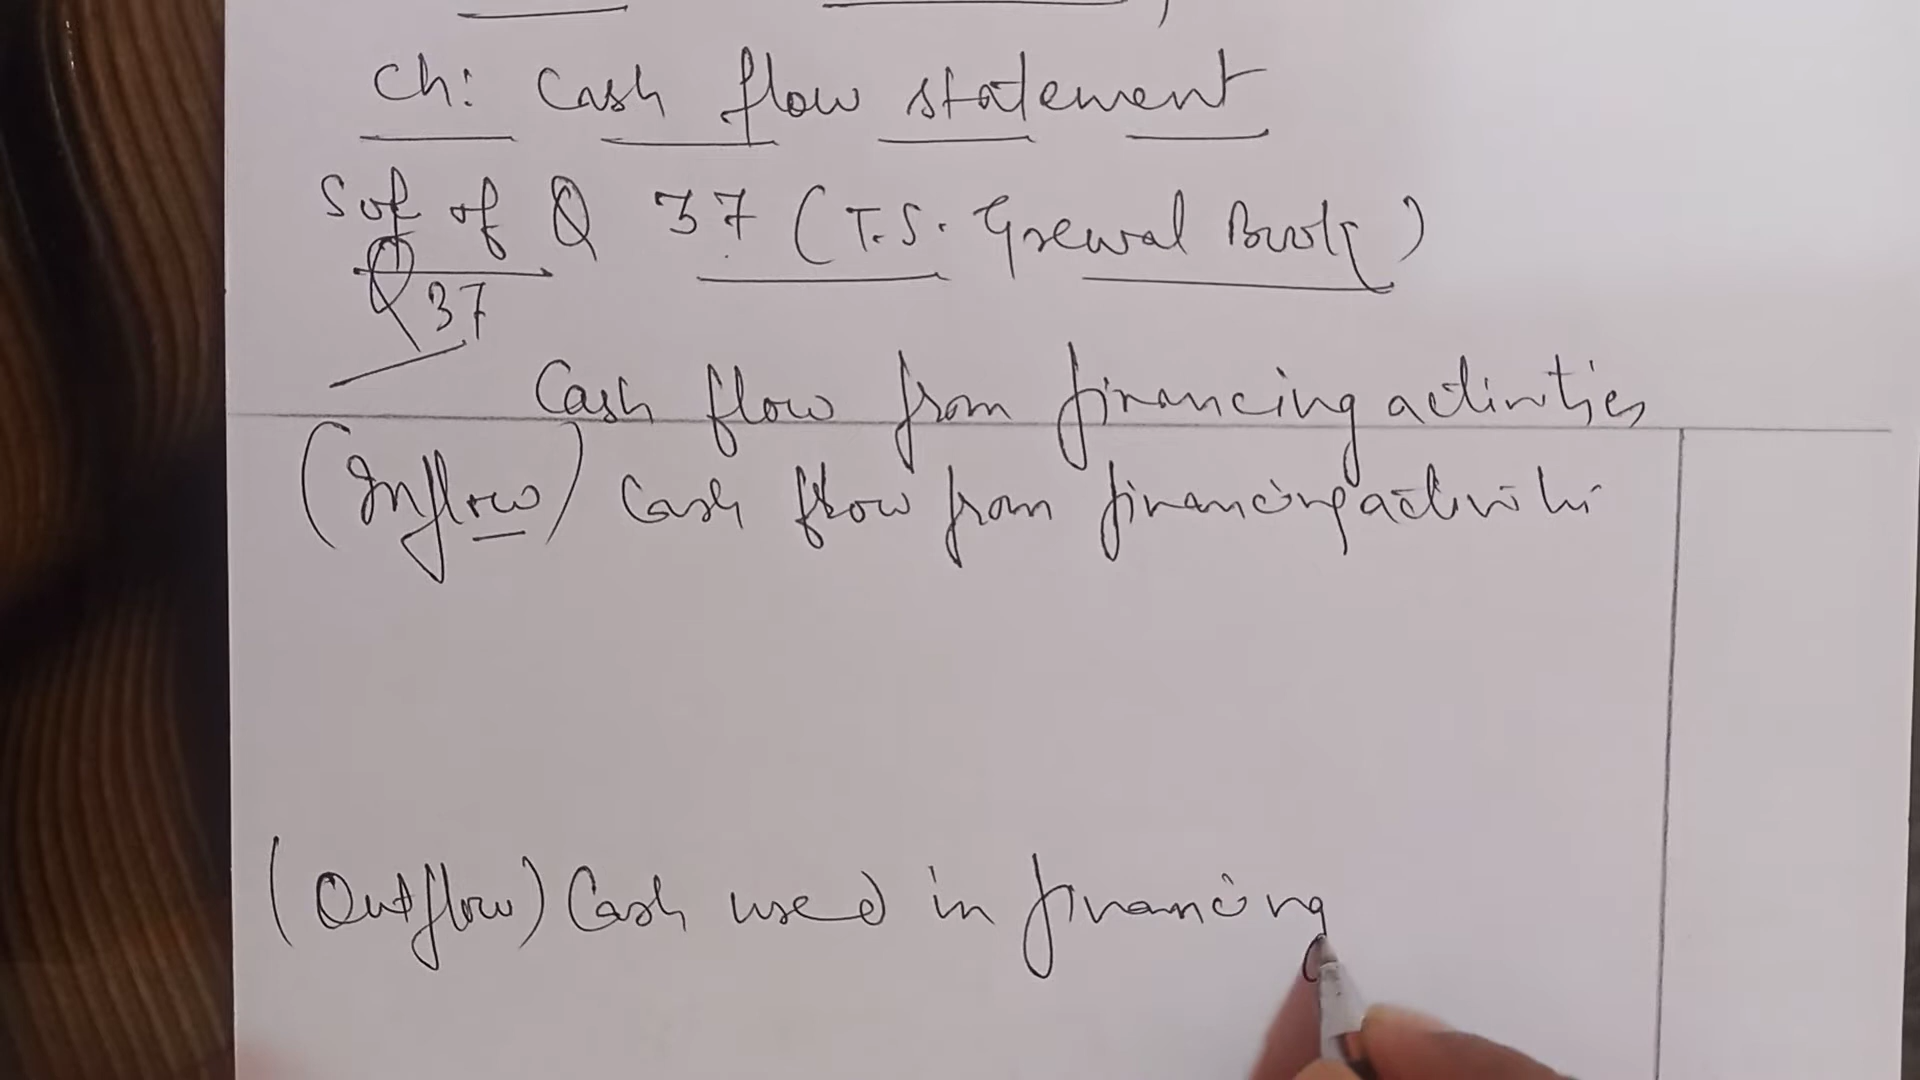 Ch: Cash flow statement
Sol of Q 37 (T.S. Grewal Book)
Q 37
Cash flow from financing activities
(Inflow) Cash flow from financing activiti
(Outflow) Cash used in financing